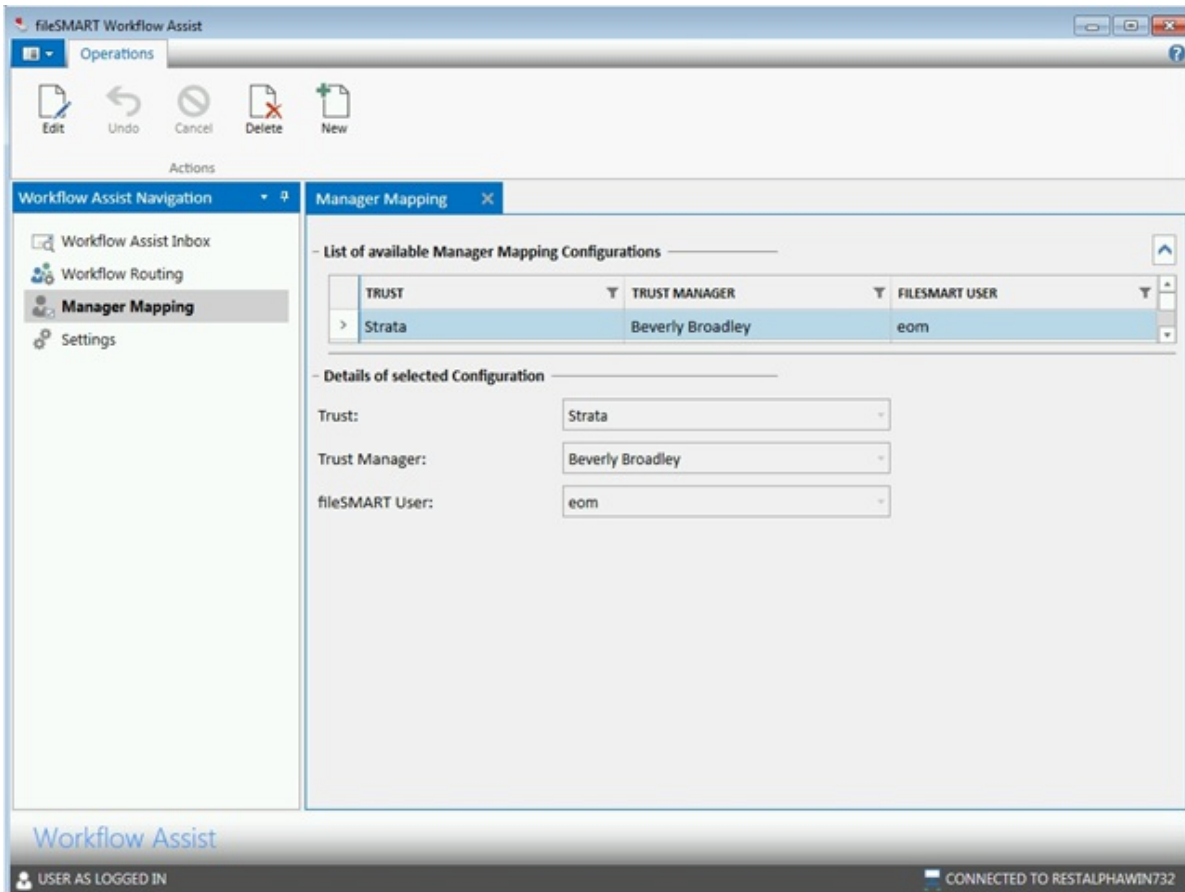 fileSMART Workflow Assist
Operations
Edit Undo Cancel Delete New
Actions
Workflow Assist Navigation
Workflow Assist Inbox
Workflow Routing
Manager Mapping
Settings
Manager Mapping
List of available Manager Mapping Configurations
TRUST TRUST MANAGER FILESMART USER
Strata Beverly Broadley eom
Details of selected Configuration
Trust: Strata
Trust Manager: Beverly Broadley
fileSMART User: eom
Workflow Assist
USER AS LOGGED IN CONNECTED TO RESTALPHAWIN732